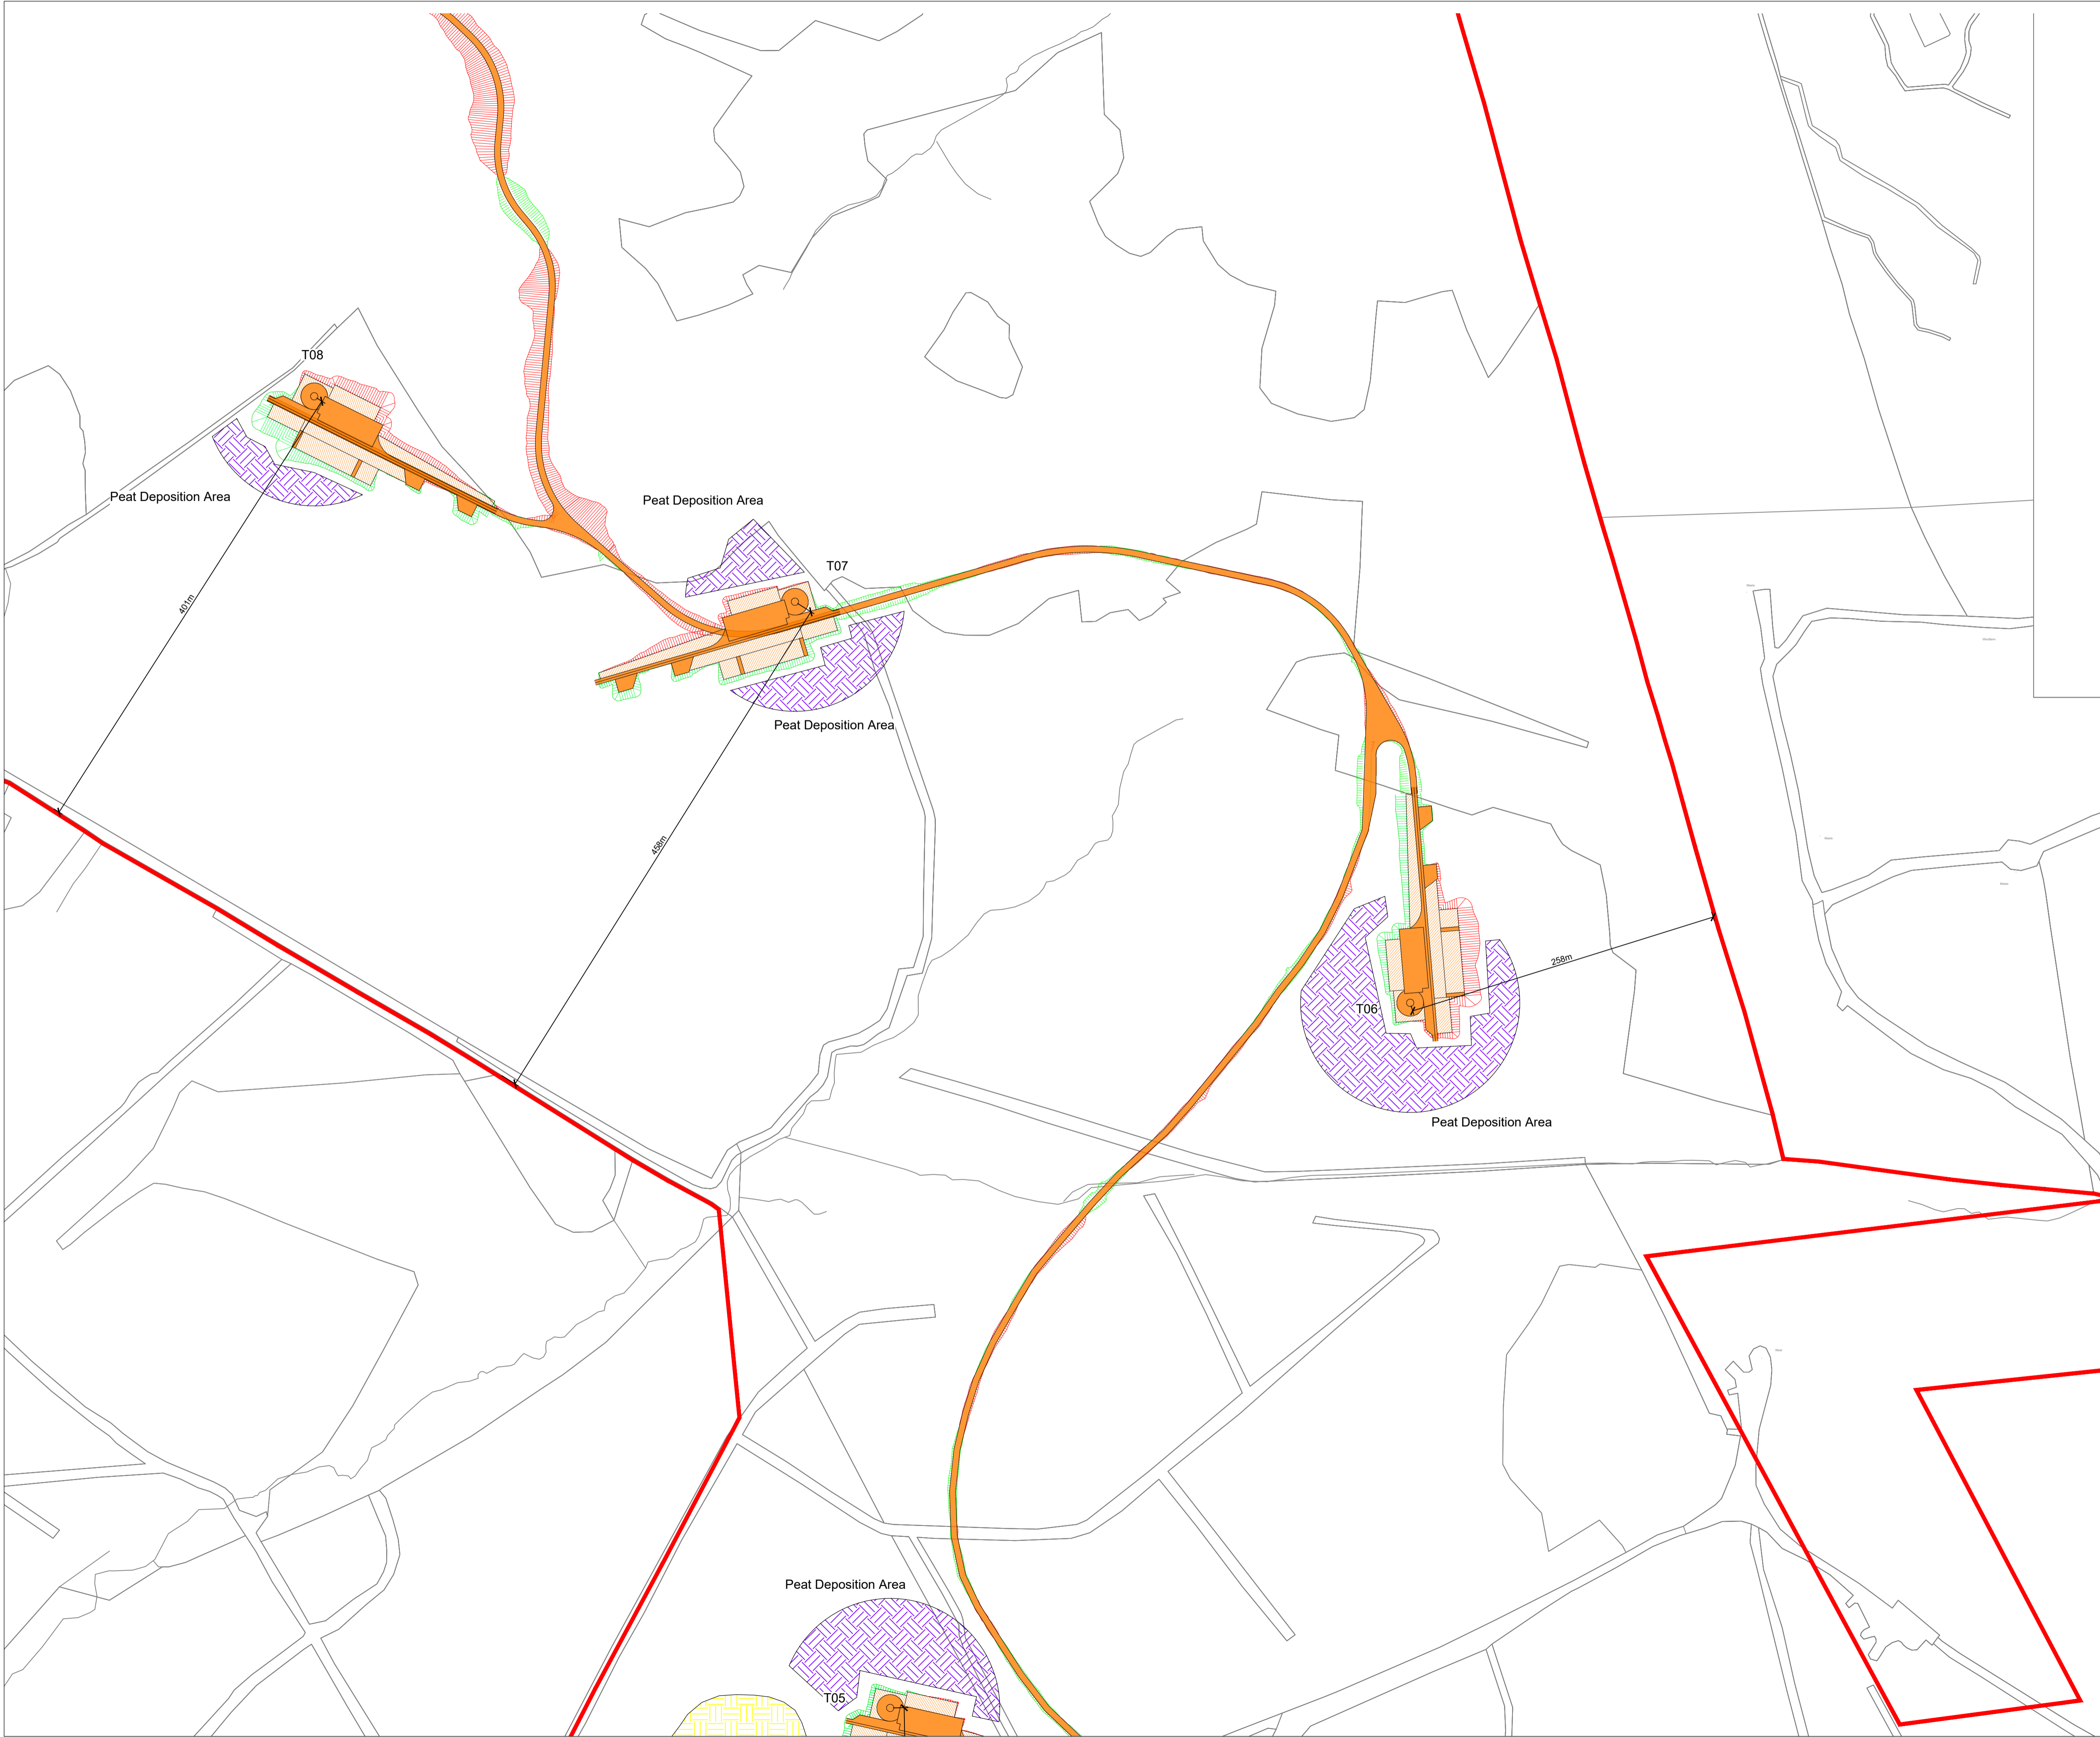 T08
Peat Deposition Area
Peat Deposition Area
T07
401m
Peat Deposition Area
458m
258m
T06
Peat Deposition Area
Peat Deposition Area
T05